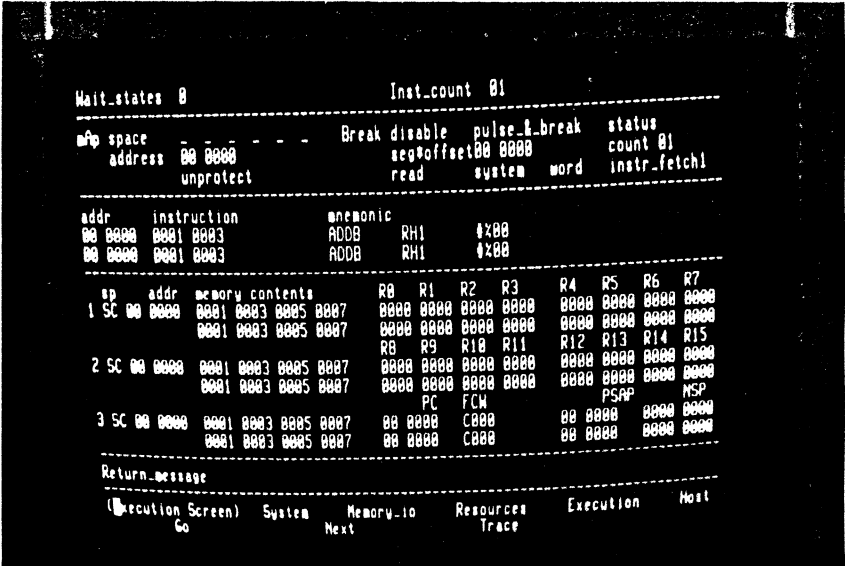 Wait_states 0 Inst_count 01
mAp space _ _ _ _ _ _ Break disable pulse_&_break status
address 00 0000 seg%offset00 0000 count 01
unprotect read system word instr_fetch1
addr instruction mnemonic
00 0000 0001 0003 ADDB RH1 #%00
00 0000 0001 0003 ADDB RH1 #%00
sp addr memory contents R0 R1 R2 R3 R4 R5 R6 R7
1 SC 00 0000 0001 0003 0005 0007 0000 0000 0000 0000 0000 0000 0000 0000
0001 0003 0005 0007 0000 0000 0000 0000 0000 0000 0000 0000
R8 R9 R10 R11 R12 R13 R14 R15
2 SC 00 0000 0001 0003 0005 0007 0000 0000 0000 0000 0000 0000 0000 0000
0001 0003 0005 0007 0000 0000 0000 0000 0000 0000 0000 0000
PC FCW PSAP NSP
3 SC 00 0000 0001 0003 0005 0007 00 0000 C000 00 0000 0000 0000
0001 0003 0005 0007 00 0000 C000 00 0000 0000 0000
Return_message
(Execution Screen) System Memory_io Resources Execution Host
Go Next Trace